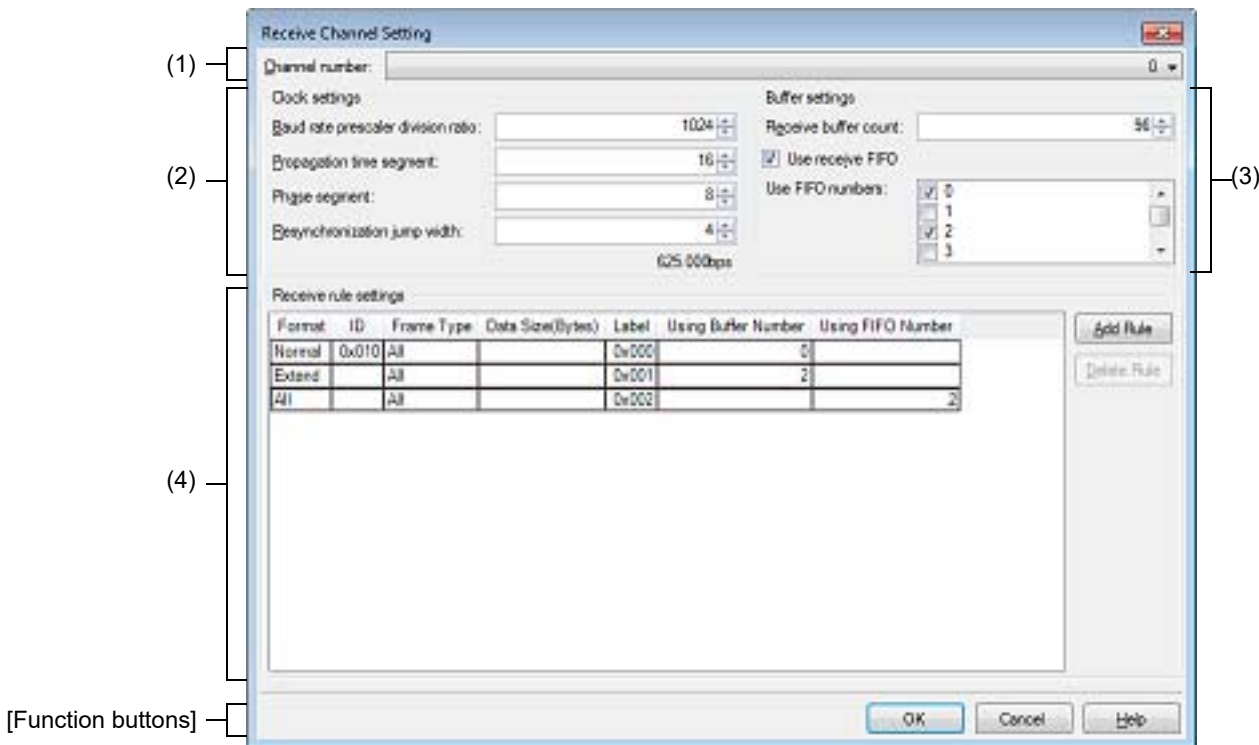 Receive Channel Setting
(1)
Channel number: 0
(2)
Clock settings
Baud rate prescaler division ratio: 1024
Propagation time segment: 16
Phase segment: 8
Resynchronization jump width: 4
625.000bps
(3)
Buffer settings
Receive buffer count: 96
Use receive FIFO
Use FIFO numbers:
0
1
2
3
(4)
Receive rule settings
Format ID Frame Type Data Size(Bytes) Label Using Buffer Number Using FIFO Number
Normal 0x010 All 0x000 0
Extend All 0x001 2
All All 0x002 2
Add Rule
Delete Rule
[Function buttons]
OK Cancel Help